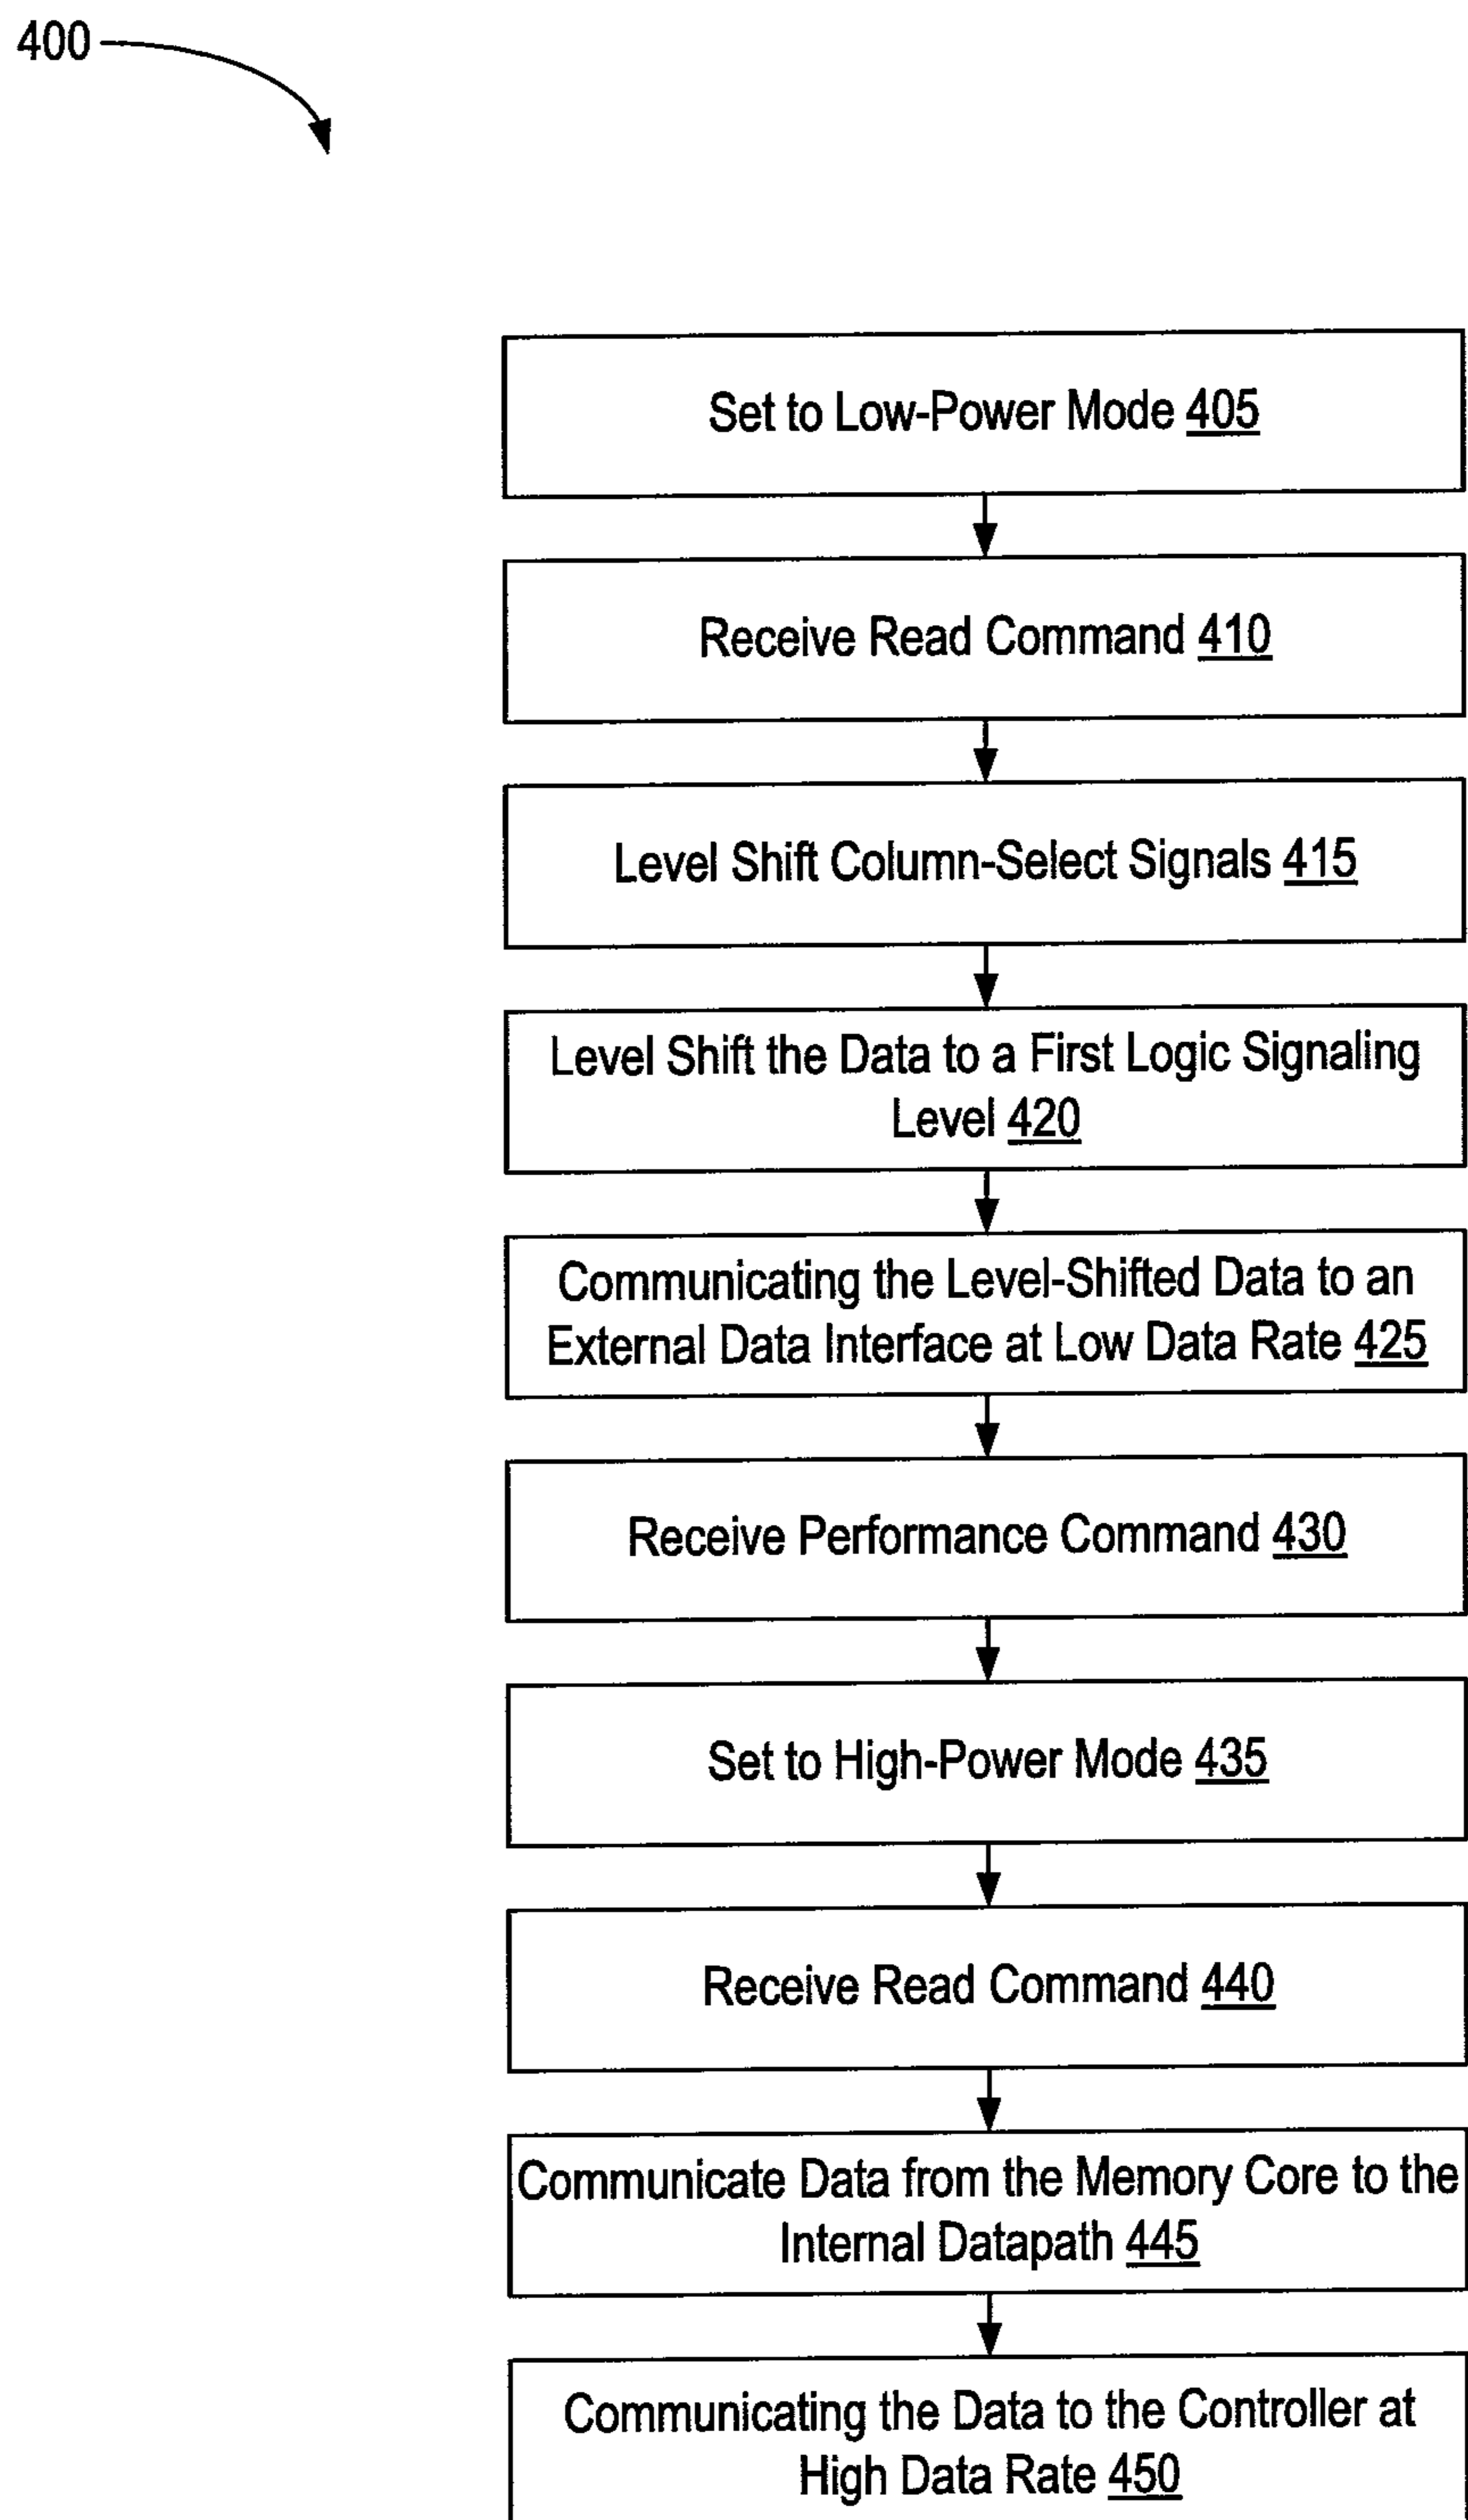 400
Set to Low-Power Mode 405
Receive Read Command 410
Level Shift Column-Select Signals 415
Level Shift the Data to a First Logic Signaling
Level 420
Communicating the Level-Shifted Data to an
External Data Interface at Low Data Rate 425
Receive Performance Command 430
Set to High-Power Mode 435
Receive Read Command 440
Communicate Data from the Memory Core to the
Internal Datapath 445
Communicating the Data to the Controller at
High Data Rate 450